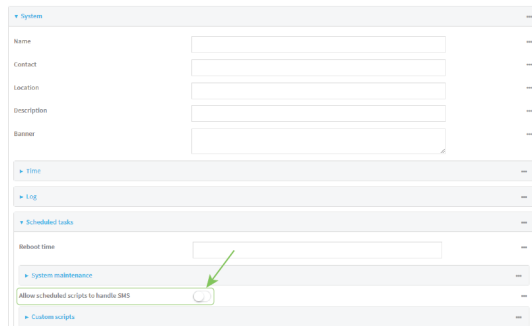 System
Name
Contact
Location
Description
Banner
Time
Log
Scheduled tasks
Reboot time
System maintenance
Allow scheduled scripts to handle SMS
Custom scripts